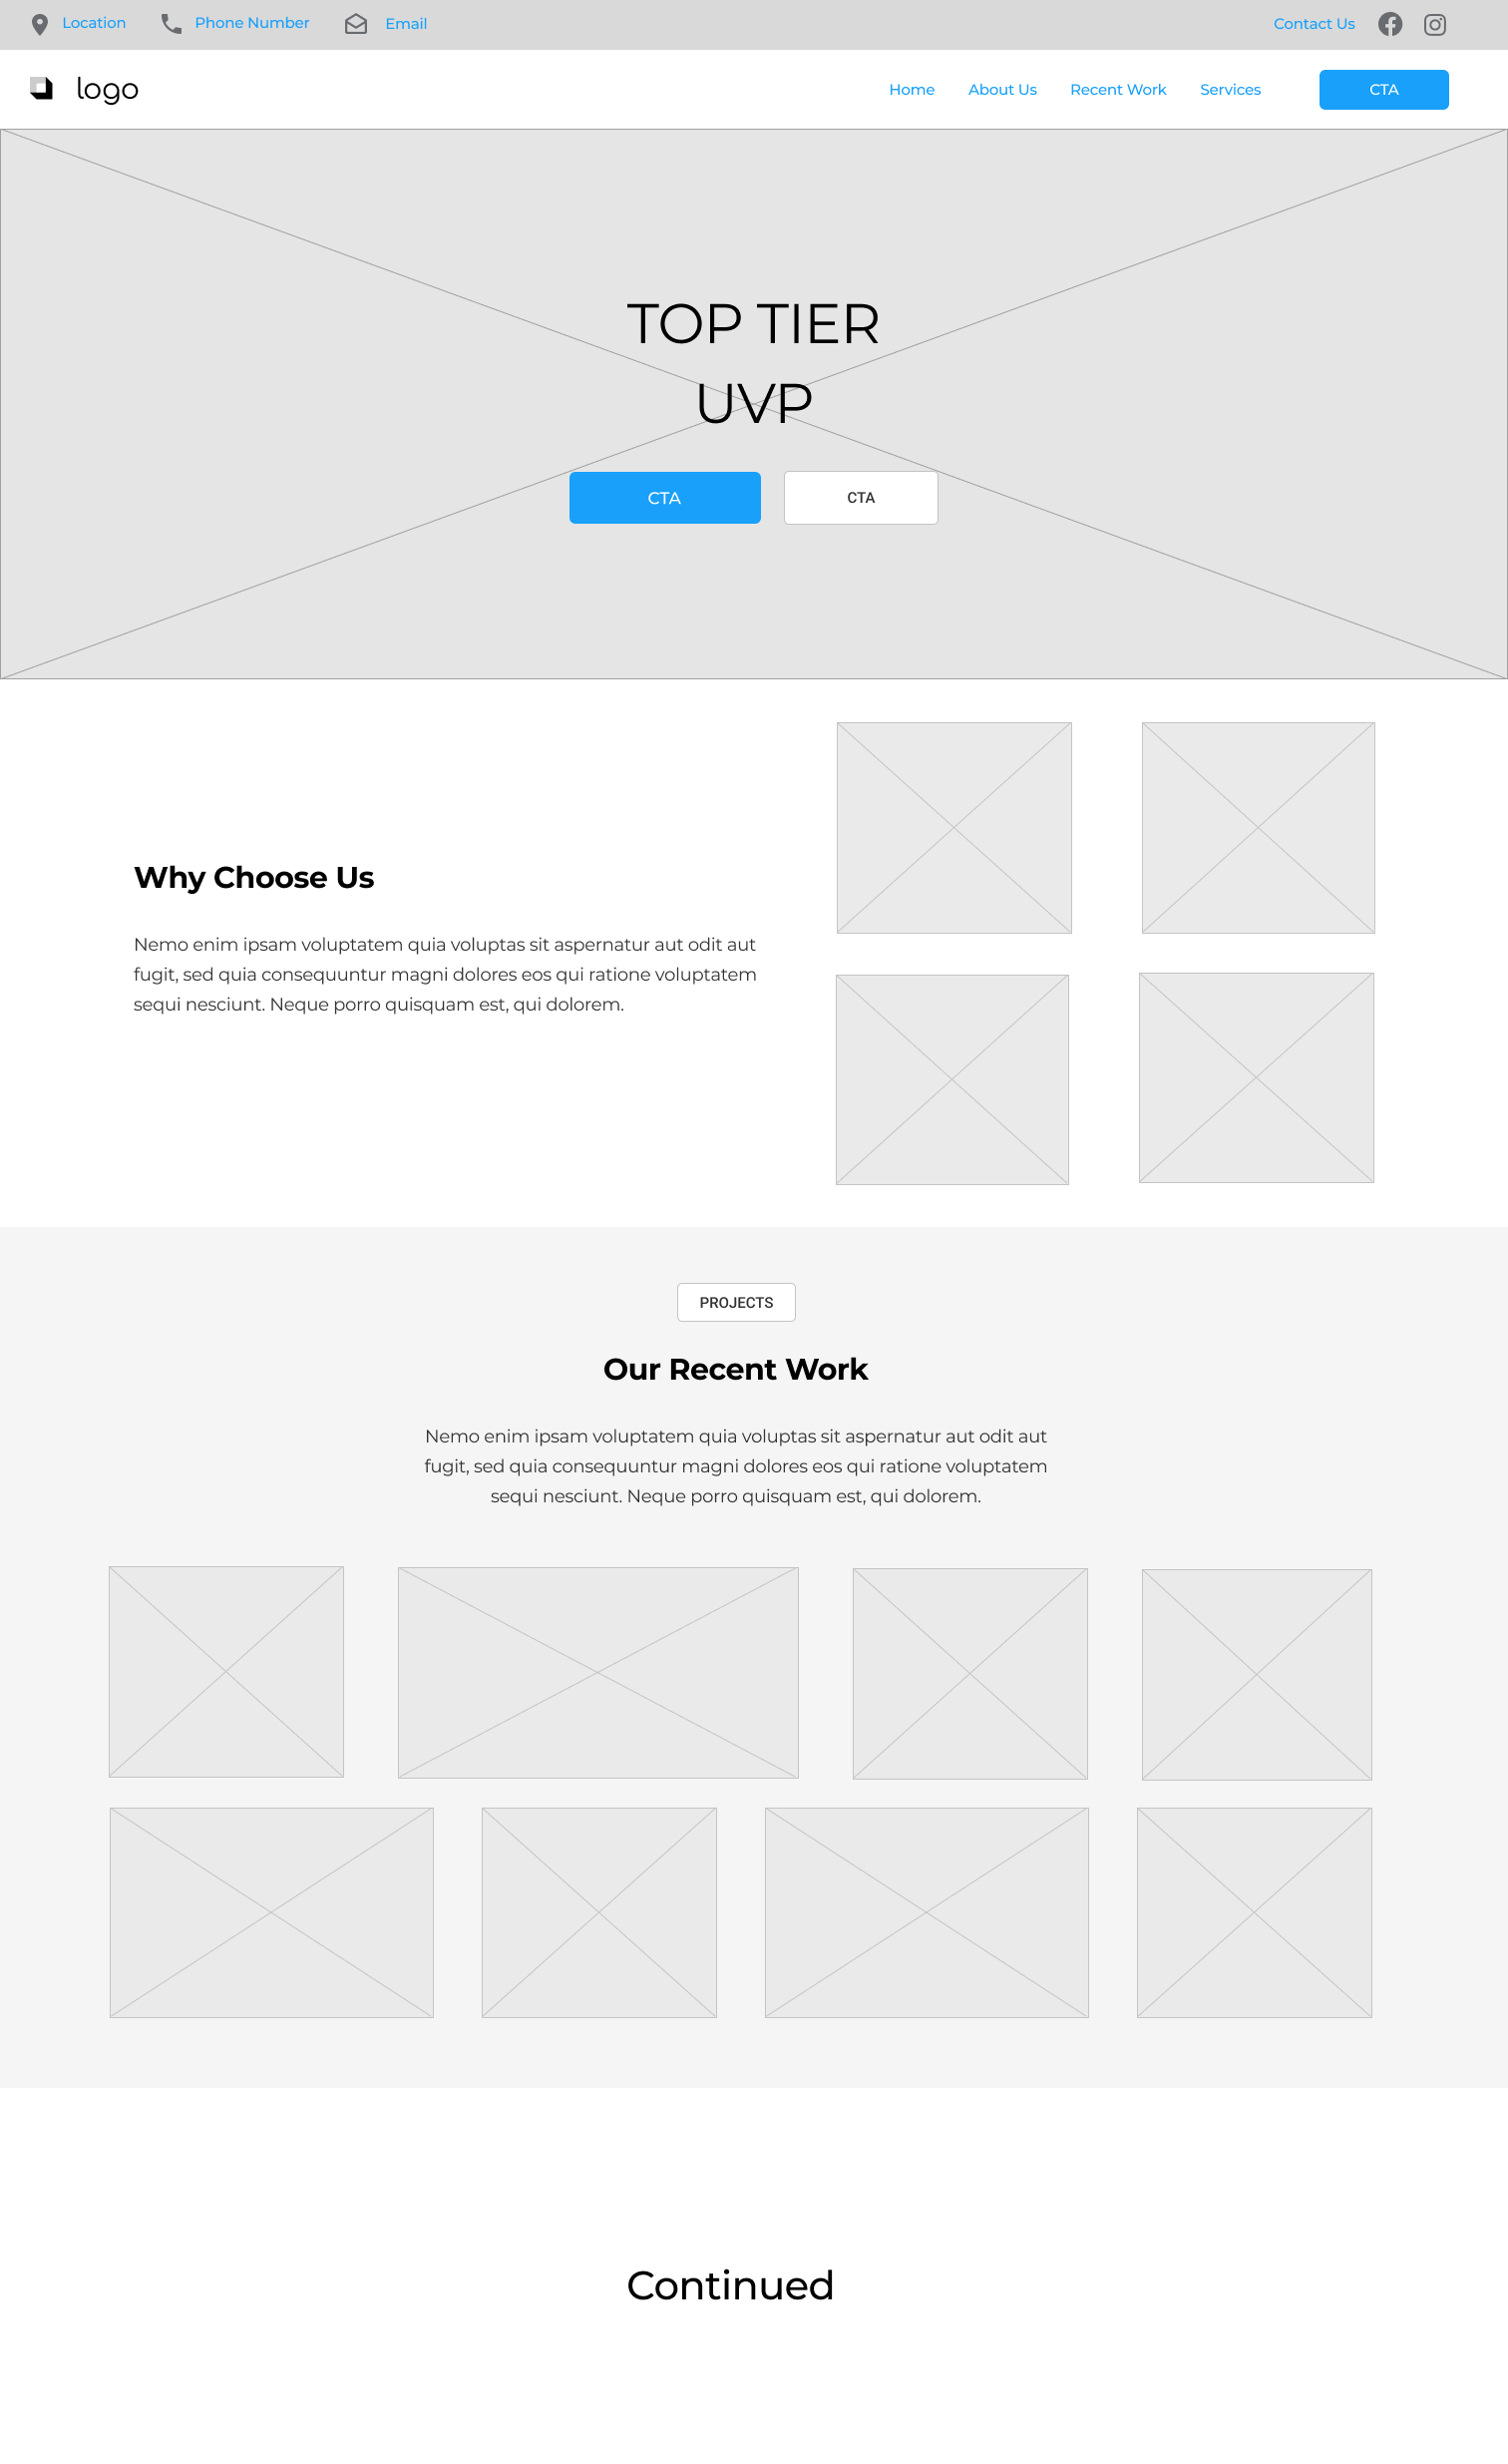 Location Phone Number Email Contact Us
logo Home About Us Recent Work Services CTA
TOP TIER
UVP
CTA CTA
Why Choose Us
Nemo enim ipsam voluptatem quia voluptas sit aspernatur aut odit aut
fugit, sed quia consequuntur magni dolores eos qui ratione voluptatem
sequi nesciunt. Neque porro quisquam est, qui dolorem.
PROJECTS
Our Recent Work
Nemo enim ipsam voluptatem quia voluptas sit aspernatur aut odit aut
fugit, sed quia consequuntur magni dolores eos qui ratione voluptatem
sequi nesciunt. Neque porro quisquam est, qui dolorem.
Continued